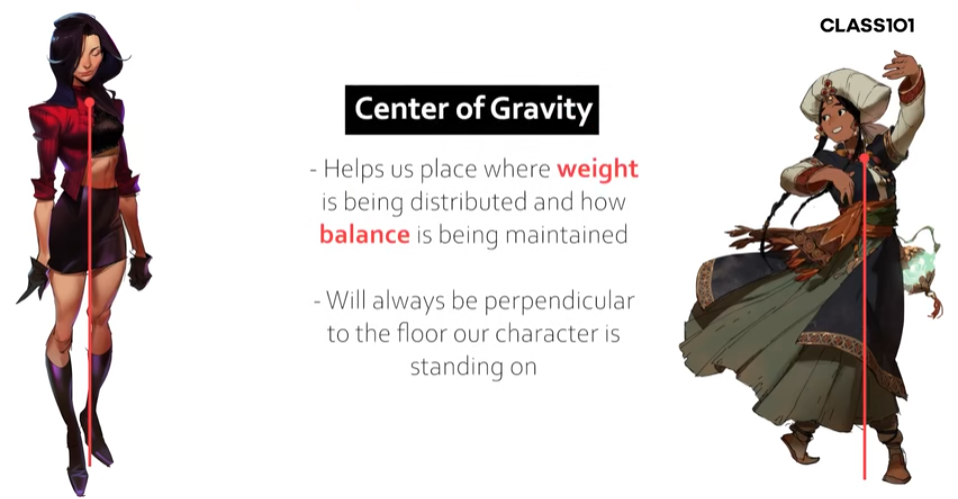 CLASS101
Center of Gravity
- Helps us place where weight
is being distributed and how
balance is being maintained
- Will always be perpendicular
to the floor our character is
standing on